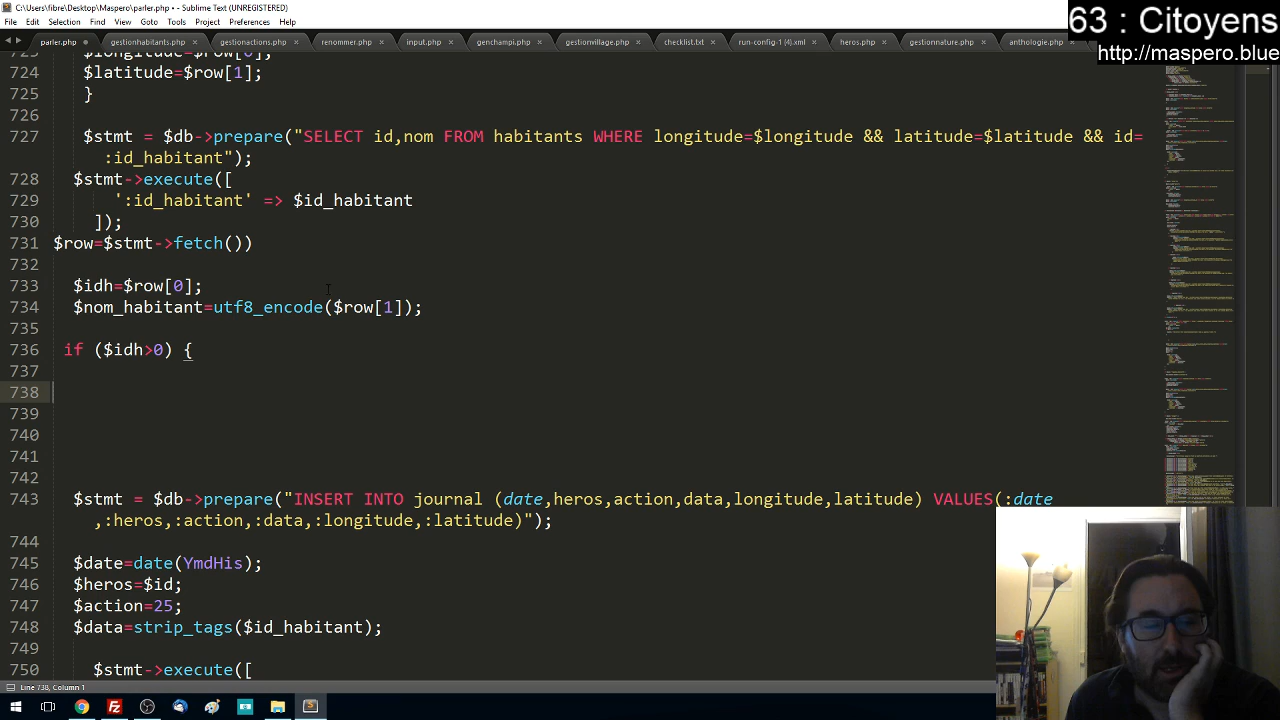 C:\Users\fibre\Desktop\Maspero\parler.php • - Sublime Text (UNREGISTERED)
File Edit Selection Find View Goto Tools Project Preferences Help
63 : Citoyens
http://maspero.blue
parler.php gestionhabitants.php gestionactions.php renommer.php input.php genchampi.php gestionvillage.php checklist.txt run-config-1 (4).xml heros.php gestionnature.php anthologie.php
723 $longitude=$row[0];
724 $latitude=$row[1];
725 }
726
727 $stmt = $db->prepare("SELECT id,nom FROM habitants WHERE longitude=$longitude && latitude=$latitude && id=
:id_habitant");
728 $stmt->execute([
729 ':id_habitant' => $id_habitant
730 ]);
731 $row=$stmt->fetch())
732
733 $idh=$row[0];
734 $nom_habitant=utf8_encode($row[1]);
735
736 if ($idh>0) {
737
738
739
740
741
742
743 $stmt = $db->prepare("INSERT INTO journal (date,heros,action,data,longitude,latitude) VALUES(:date
,:heros,:action,:data,:longitude,:latitude)");
744
745 $date=date(YmdHis);
746 $heros=$id;
747 $action=25;
748 $data=strip_tags($id_habitant);
749
750 $stmt->execute([
Line 738, Column 1